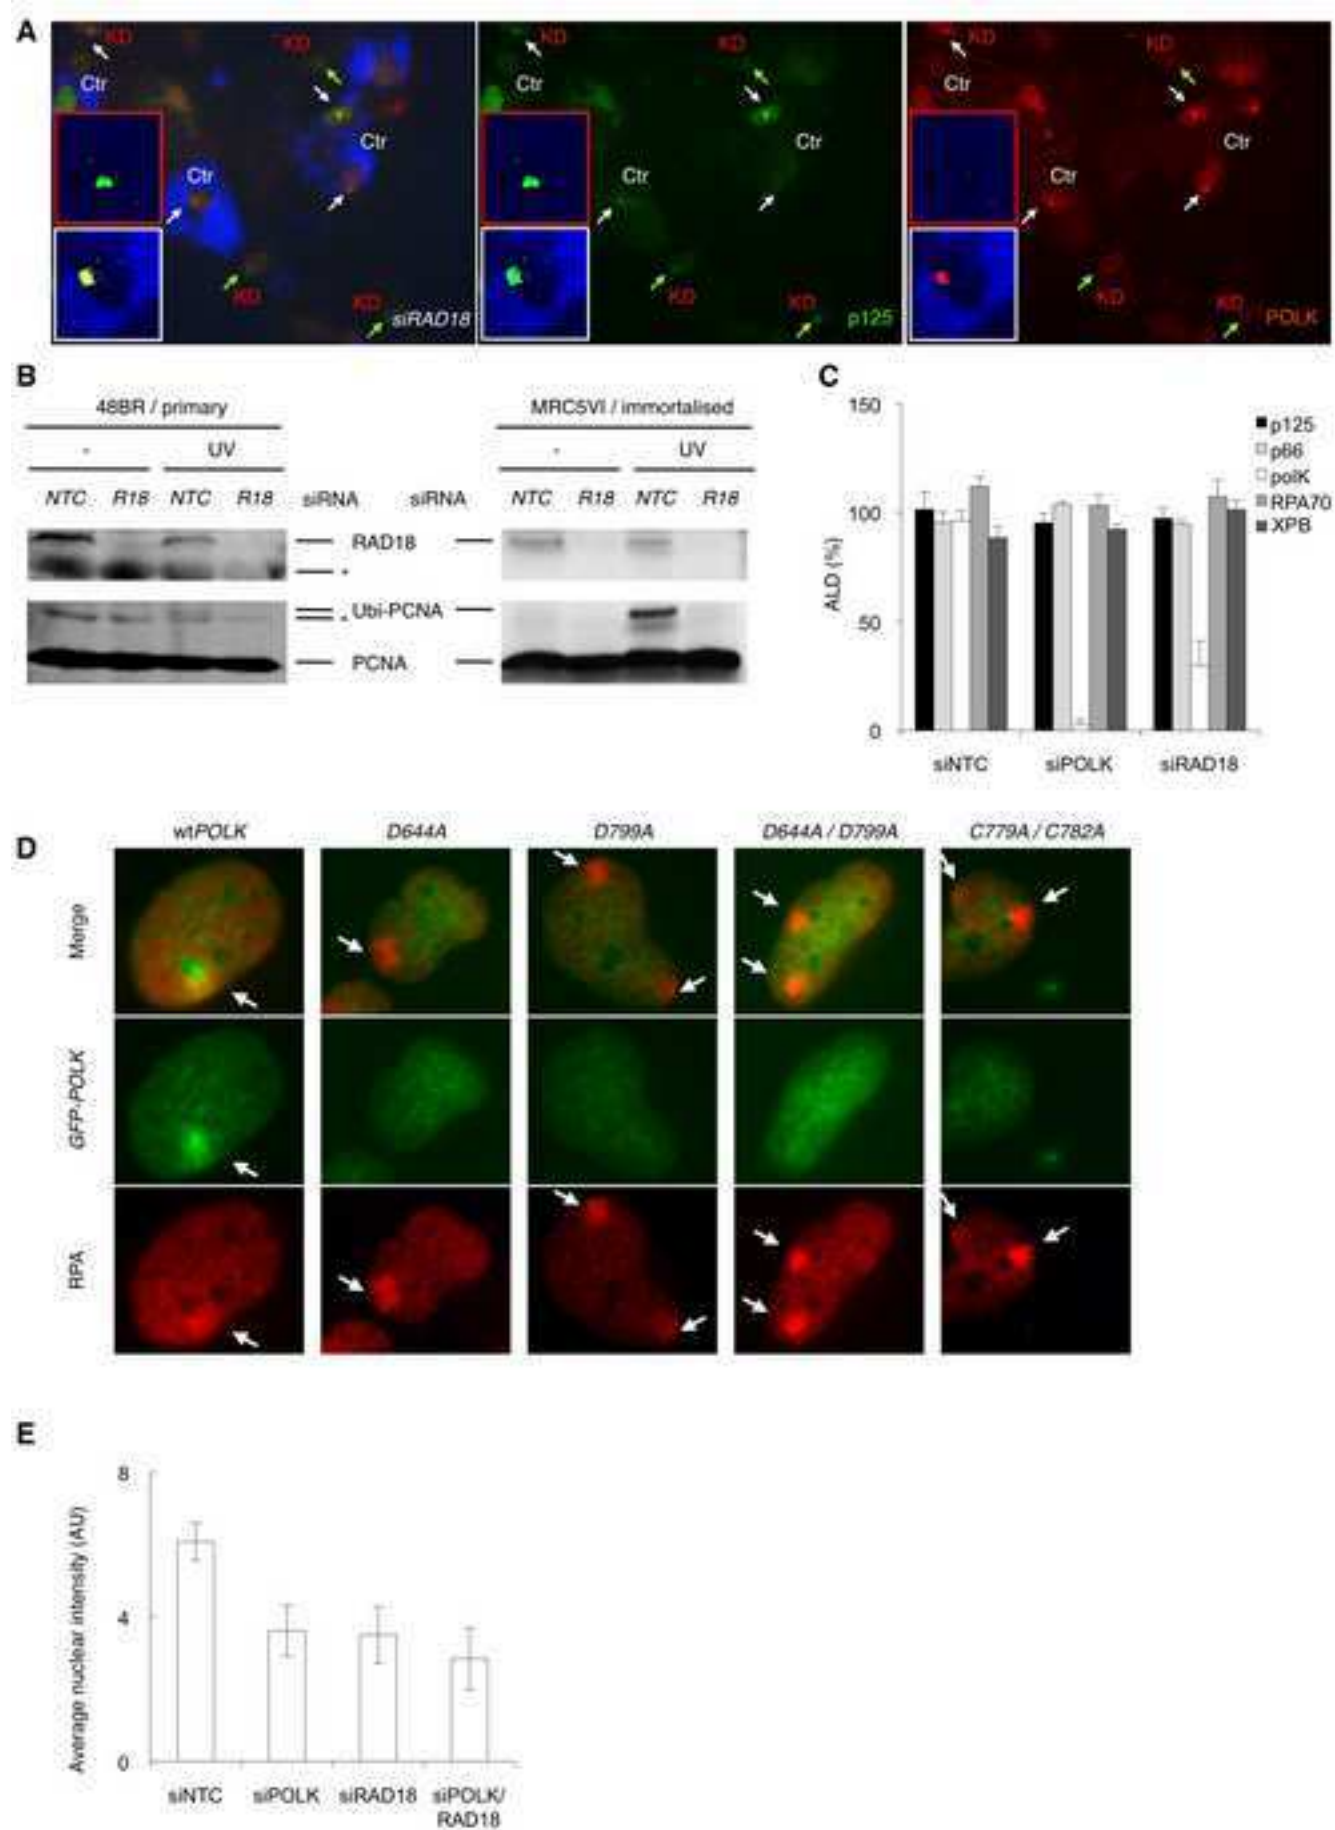 A
KD KD KD KD KD KD
Ctr Ctr Ctr
Ctr Ctr Ctr
Ctr Ctr Ctr
KD KD KD KD KD KD
siRAD18 p125 POLK
B
48BR / primary MRC5VI / immortalised
- UV - UV
NTC R18 NTC R18 siRNA siRNA NTC R18 NTC R18
RAD18
*
Ubi-PCNA
*
PCNA
C
150
100
50
0
ALD (%)
p125
p66
polK
RPA70
XPB
siNTC siPOLK siRAD18
D
wtPOLK D644A D799A D644A / D799A C779A / C782A
Merge
GFP-POLK
RPA
E
8
4
0
Average nuclear intensity (AU)
siNTC siPOLK siRAD18 siPOLK/
RAD18